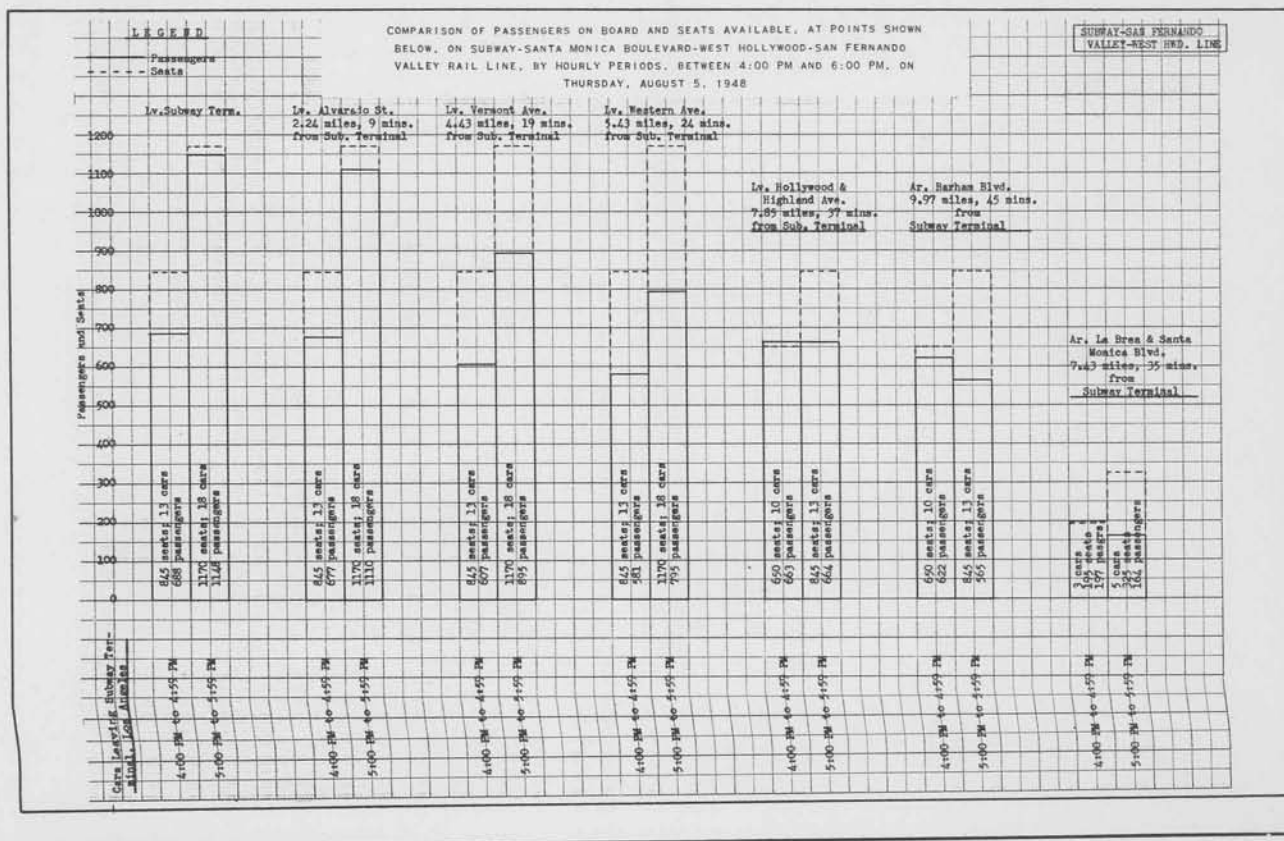 LEGEND
Passengers
Seats
COMPARISON OF PASSENGERS ON BOARD AND SEATS AVAILABLE, AT POINTS SHOWN
BELOW, ON SUBWAY-SANTA MONICA BOULEVARD-WEST HOLLYWOOD-SAN FERNANDO
VALLEY RAIL LINE, BY HOURLY PERIODS, BETWEEN 4:00 PM AND 6:00 PM, ON
THURSDAY, AUGUST 5, 1948
SUBWAY-SAN FERNANDO
VALLEY-WEST HWD. LINE
Lv.Subway Term.
Lv. Alvarado St.
2.24 miles, 9 mins.
from Sub. Terminal
Lv. Vermont Ave.
4.43 miles, 19 mins.
from Sub. Terminal
Lv. Western Ave.
5.43 miles, 24 mins.
from Sub. Terminal
Lv. Hollywood &
Highland Ave.
7.85 miles, 37 mins.
from Sub. Terminal
Ar. Barham Blvd.
9.97 miles, 45 mins.
from
Subway Terminal
Ar. La Brea & Santa
Monica Blvd.
7.43 miles, 35 mins.
from
Subway Terminal
Passengers and Seats
1200
1100
1000
900
800
700
600
500
400
300
200
100
0
845 seats; 13 cars
688 passengers
1170 seats; 18 cars
1148 passengers
845 seats; 13 cars
677 passengers
1170 seats; 18 cars
1110 passengers
845 seats; 13 cars
607 passengers
1170 seats; 18 cars
895 passengers
845 seats; 13 cars
581 passengers
1170 seats; 18 cars
795 passengers
650 seats; 10 cars
663 passengers
845 seats; 13 cars
664 passengers
650 seats; 10 cars
622 passengers
845 seats; 13 cars
565 passengers
3 cars
195 seats
197 pasgrs.
5 cars
325 seats
164 passengers
Cars Leaving Subway Ter-
minal, Los Angeles
4:00 PM to 4:59 PM
5:00 PM to 5:59 PM
4:00 PM to 4:59 PM
5:00 PM to 5:59 PM
4:00 PM to 4:59 PM
5:00 PM to 5:59 PM
4:00 PM to 4:59 PM
5:00 PM to 5:59 PM
4:00 PM to 4:59 PM
5:00 PM to 5:59 PM
4:00 PM to 4:59 PM
5:00 PM to 5:59 PM
4:00 PM to 4:59 PM
5:00 PM to 5:59 PM